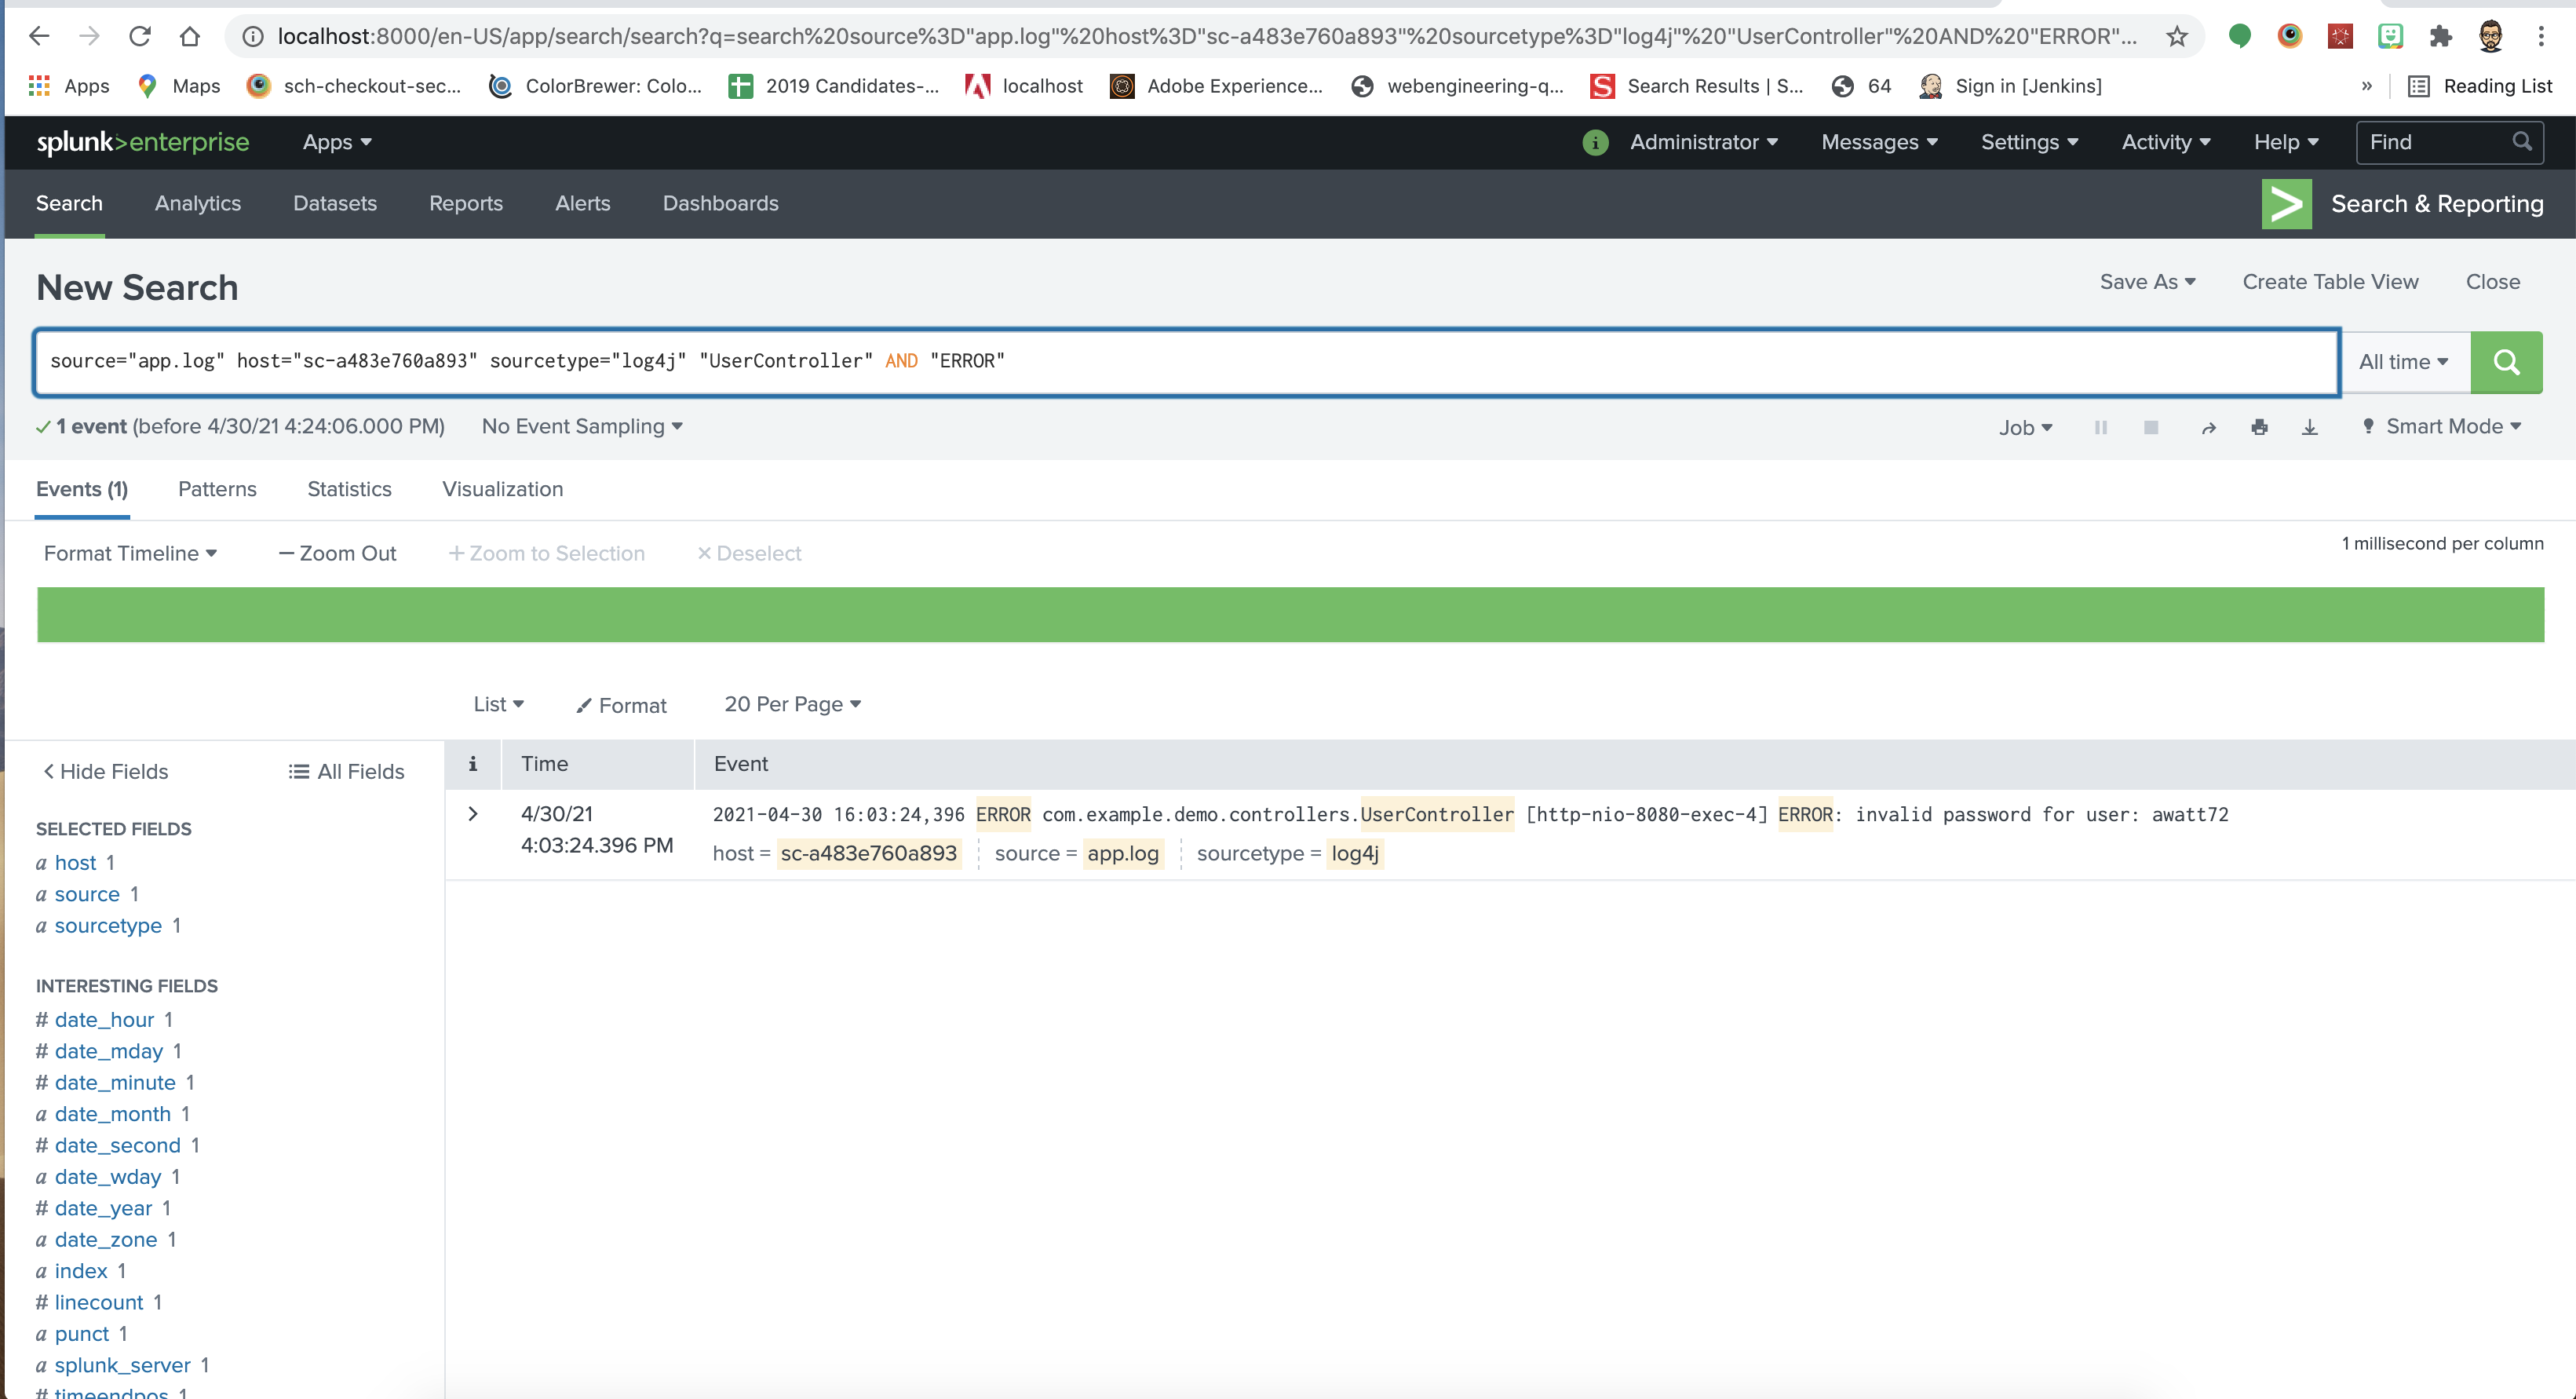 localhost:8000/en-US/app/search/search?q=search%20source%3D"app.log"%20host%3D"sc-a483e760a893"%20sourcetype%3D"log4j"%20"UserController"%20AND%20"ERROR"...
Apps Maps sch-checkout-sec... ColorBrewer: Colo... 2019 Candidates-... localhost Adobe Experience... webengineering-q... Search Results | S... 64 Sign in [Jenkins] » Reading List
splunk>enterprise Apps Administrator Messages Settings Activity Help Find
Search Analytics Datasets Reports Alerts Dashboards Search & Reporting
New Search Save As Create Table View Close
source="app.log" host="sc-a483e760a893" sourcetype="log4j" "UserController" AND "ERROR" All time
1 event (before 4/30/21 4:24:06.000 PM) No Event Sampling Job Smart Mode
Events (1) Patterns Statistics Visualization
Format Timeline — Zoom Out + Zoom to Selection × Deselect 1 millisecond per column
List Format 20 Per Page
< Hide Fields All Fields
SELECTED FIELDS
a host 1
a source 1
a sourcetype 1
INTERESTING FIELDS
# date_hour 1
# date_mday 1
# date_minute 1
a date_month 1
# date_second 1
a date_wday 1
# date_year 1
a date_zone 1
a index 1
# linecount 1
a punct 1
a splunk_server 1
# timeendpos 1
i Time Event
> 4/30/21 2021-04-30 16:03:24,396 ERROR com.example.demo.controllers.UserController [http-nio-8080-exec-4] ERROR: invalid password for user: awatt72
4:03:24.396 PM host = sc-a483e760a893 source = app.log sourcetype = log4j